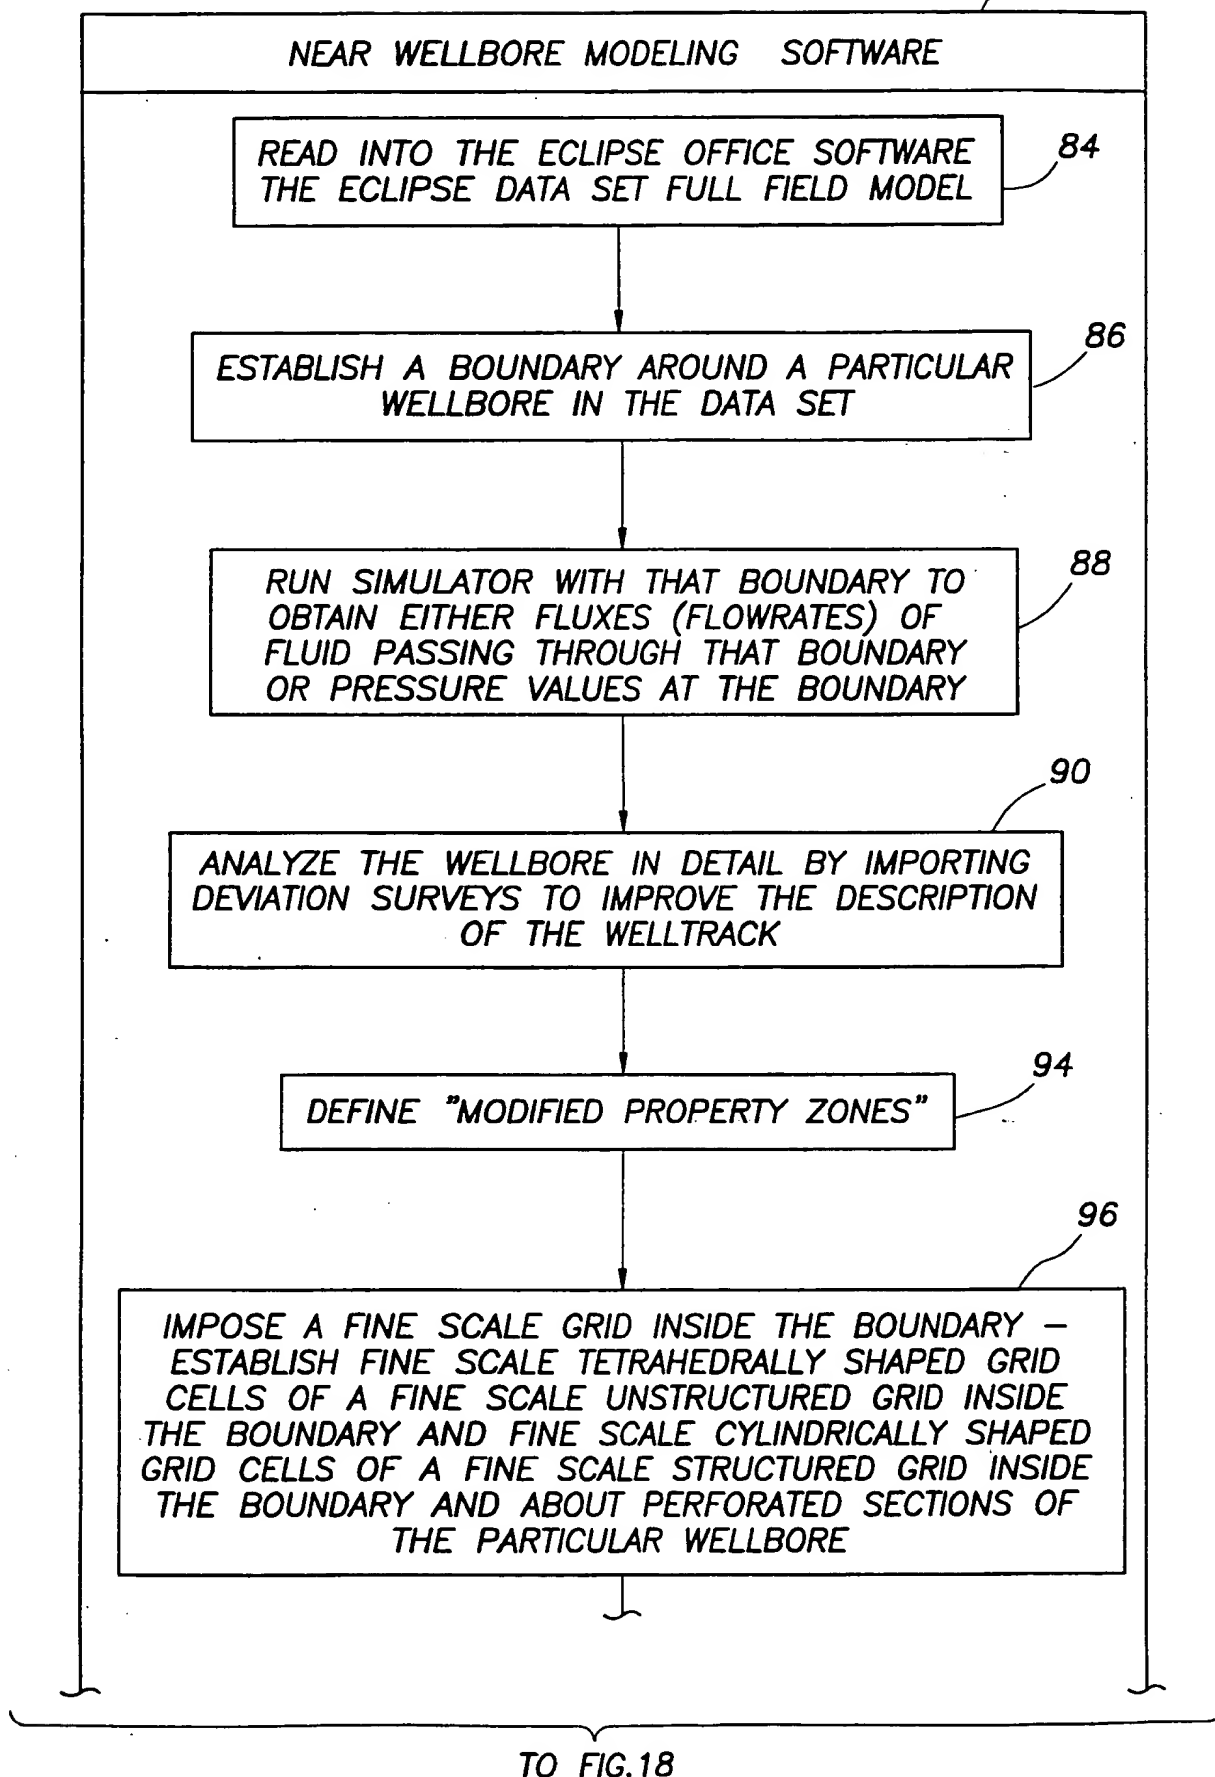 NEAR WELLBORE MODELING SOFTWARE
READ INTO THE ECLIPSE OFFICE SOFTWARE
THE ECLIPSE DATA SET FULL FIELD MODEL
84
ESTABLISH A BOUNDARY AROUND A PARTICULAR
WELLBORE IN THE DATA SET
86
RUN SIMULATOR WITH THAT BOUNDARY TO
OBTAIN EITHER FLUXES (FLOWRATES) OF
FLUID PASSING THROUGH THAT BOUNDARY
OR PRESSURE VALUES AT THE BOUNDARY
88
90
ANALYZE THE WELLBORE IN DETAIL BY IMPORTING
DEVIATION SURVEYS TO IMPROVE THE DESCRIPTION
OF THE WELLTRACK
94
DEFINE "MODIFIED PROPERTY ZONES"
96
IMPOSE A FINE SCALE GRID INSIDE THE BOUNDARY –
ESTABLISH FINE SCALE TETRAHEDRALLY SHAPED GRID
CELLS OF A FINE SCALE UNSTRUCTURED GRID INSIDE
THE BOUNDARY AND FINE SCALE CYLINDRICALLY SHAPED
GRID CELLS OF A FINE SCALE STRUCTURED GRID INSIDE
THE BOUNDARY AND ABOUT PERFORATED SECTIONS OF
THE PARTICULAR WELLBORE
TO FIG.18